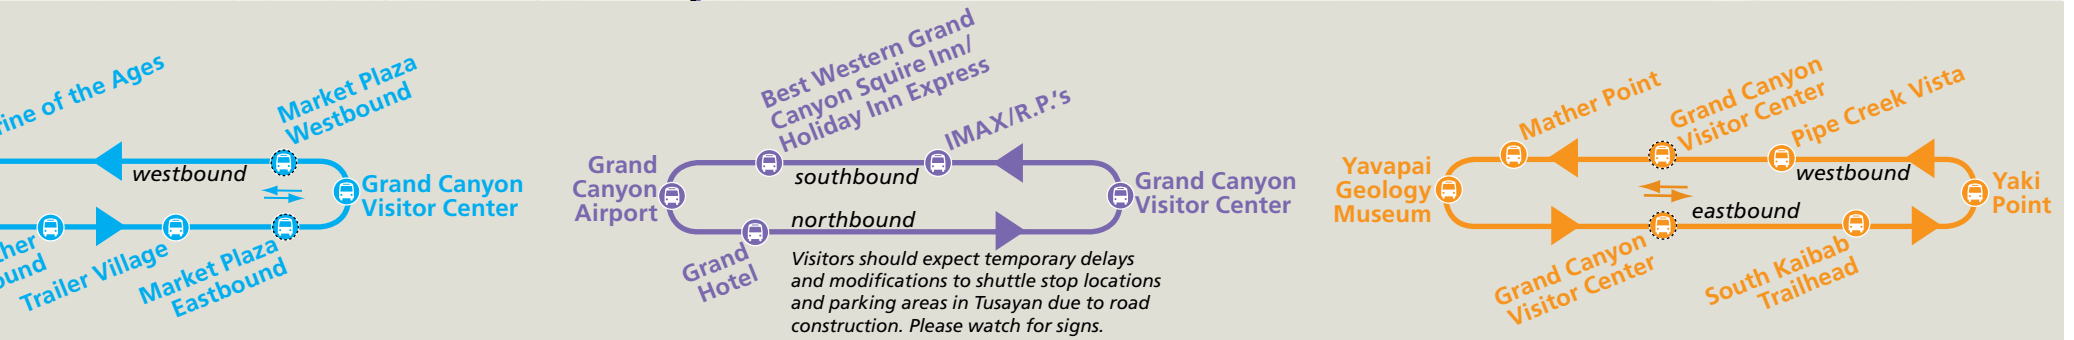 of the Ages
Market Plaza
Westbound
westbound
Grand Canyon
Visitor Center
Trailer Village
Market Plaza
Eastbound
Best Western Grand
Canyon Squire Inn/
Holiday Inn Express
IMAX/R.P.'s
Grand
Canyon
Airport
southbound
northbound
Grand Canyon
Visitor Center
Grand
Hotel
Visitors should expect temporary delays
and modifications to shuttle stop locations
and parking areas in Tusayan due to road
construction. Please watch for signs.
Mather Point
Grand Canyon
Visitor Center
Pipe Creek Vista
Yavapai
Geology
Museum
westbound
eastbound
Yaki
Point
Grand Canyon
Visitor Center
South Kaibab
Trailhead